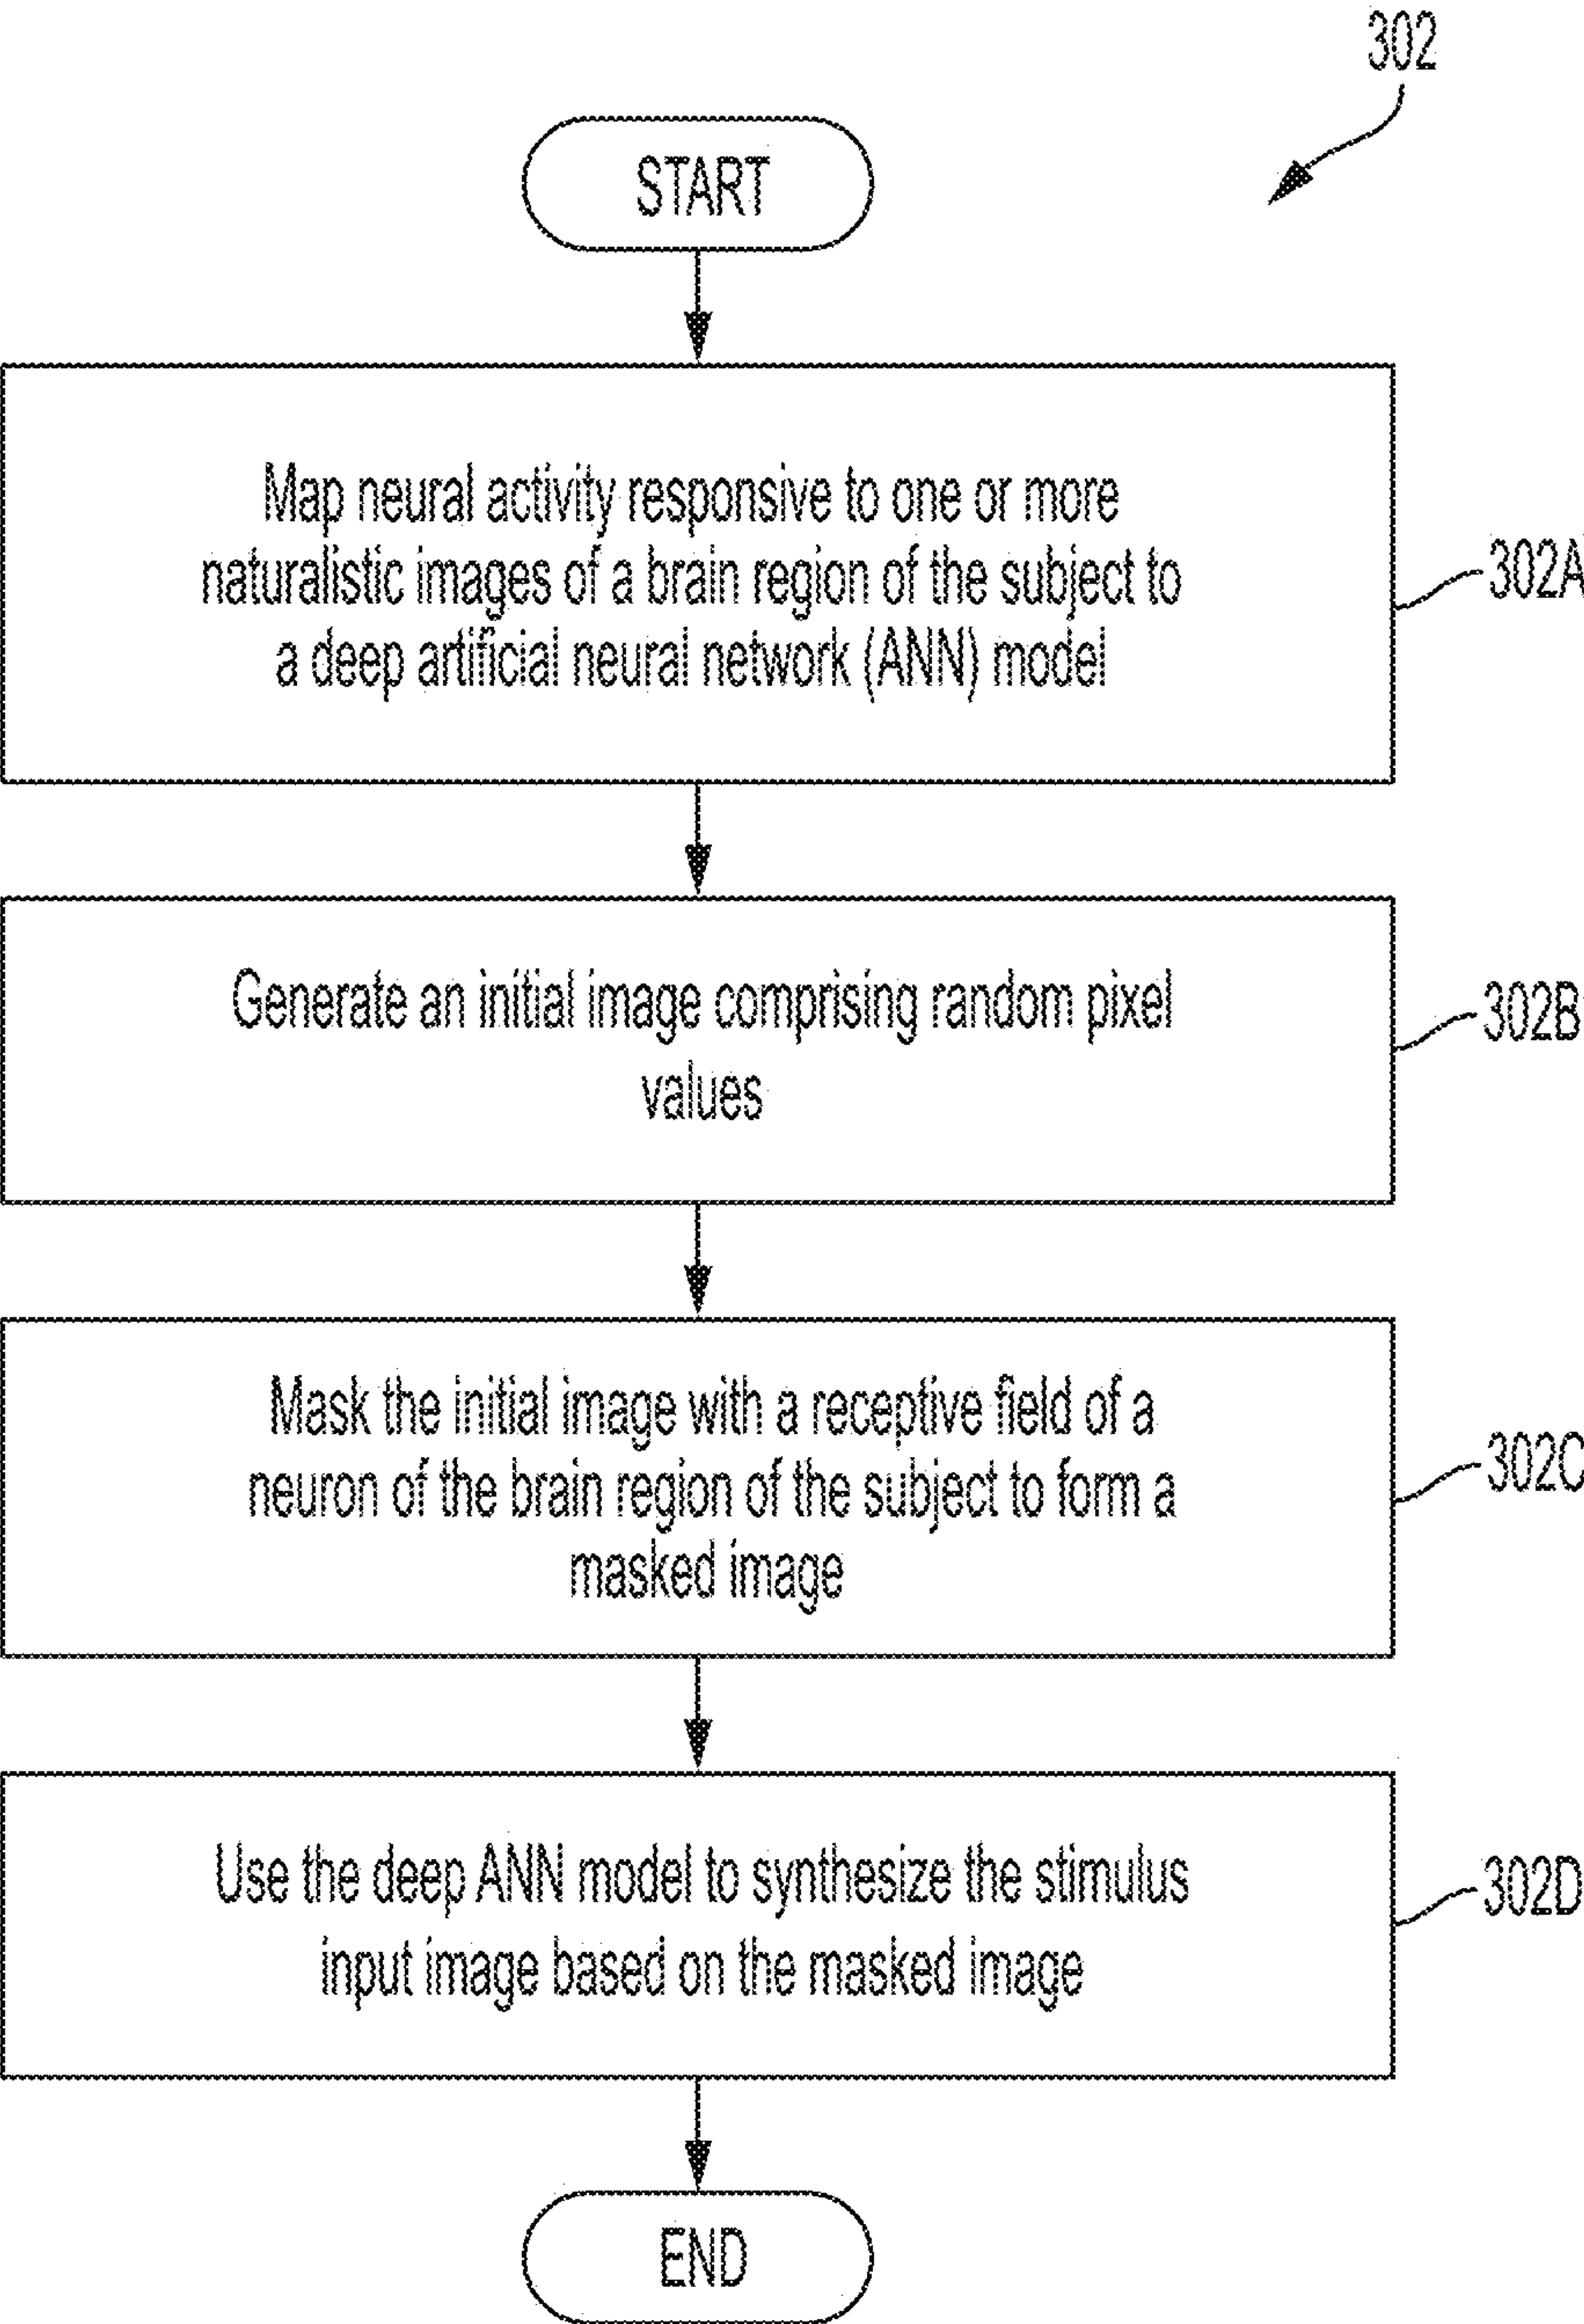 302
START
Map neural activity responsive to one or more
naturalistic images of a brain region of the subject to
a deep artificial neural network (ANN) model
302A
Generate an initial image comprising random pixel
values
302B
Mask the initial image with a receptive field of a
neuron of the brain region of the subject to form a
masked image
302C
Use the deep ANN model to synthesize the stimulus
input image based on the masked image
302D
END